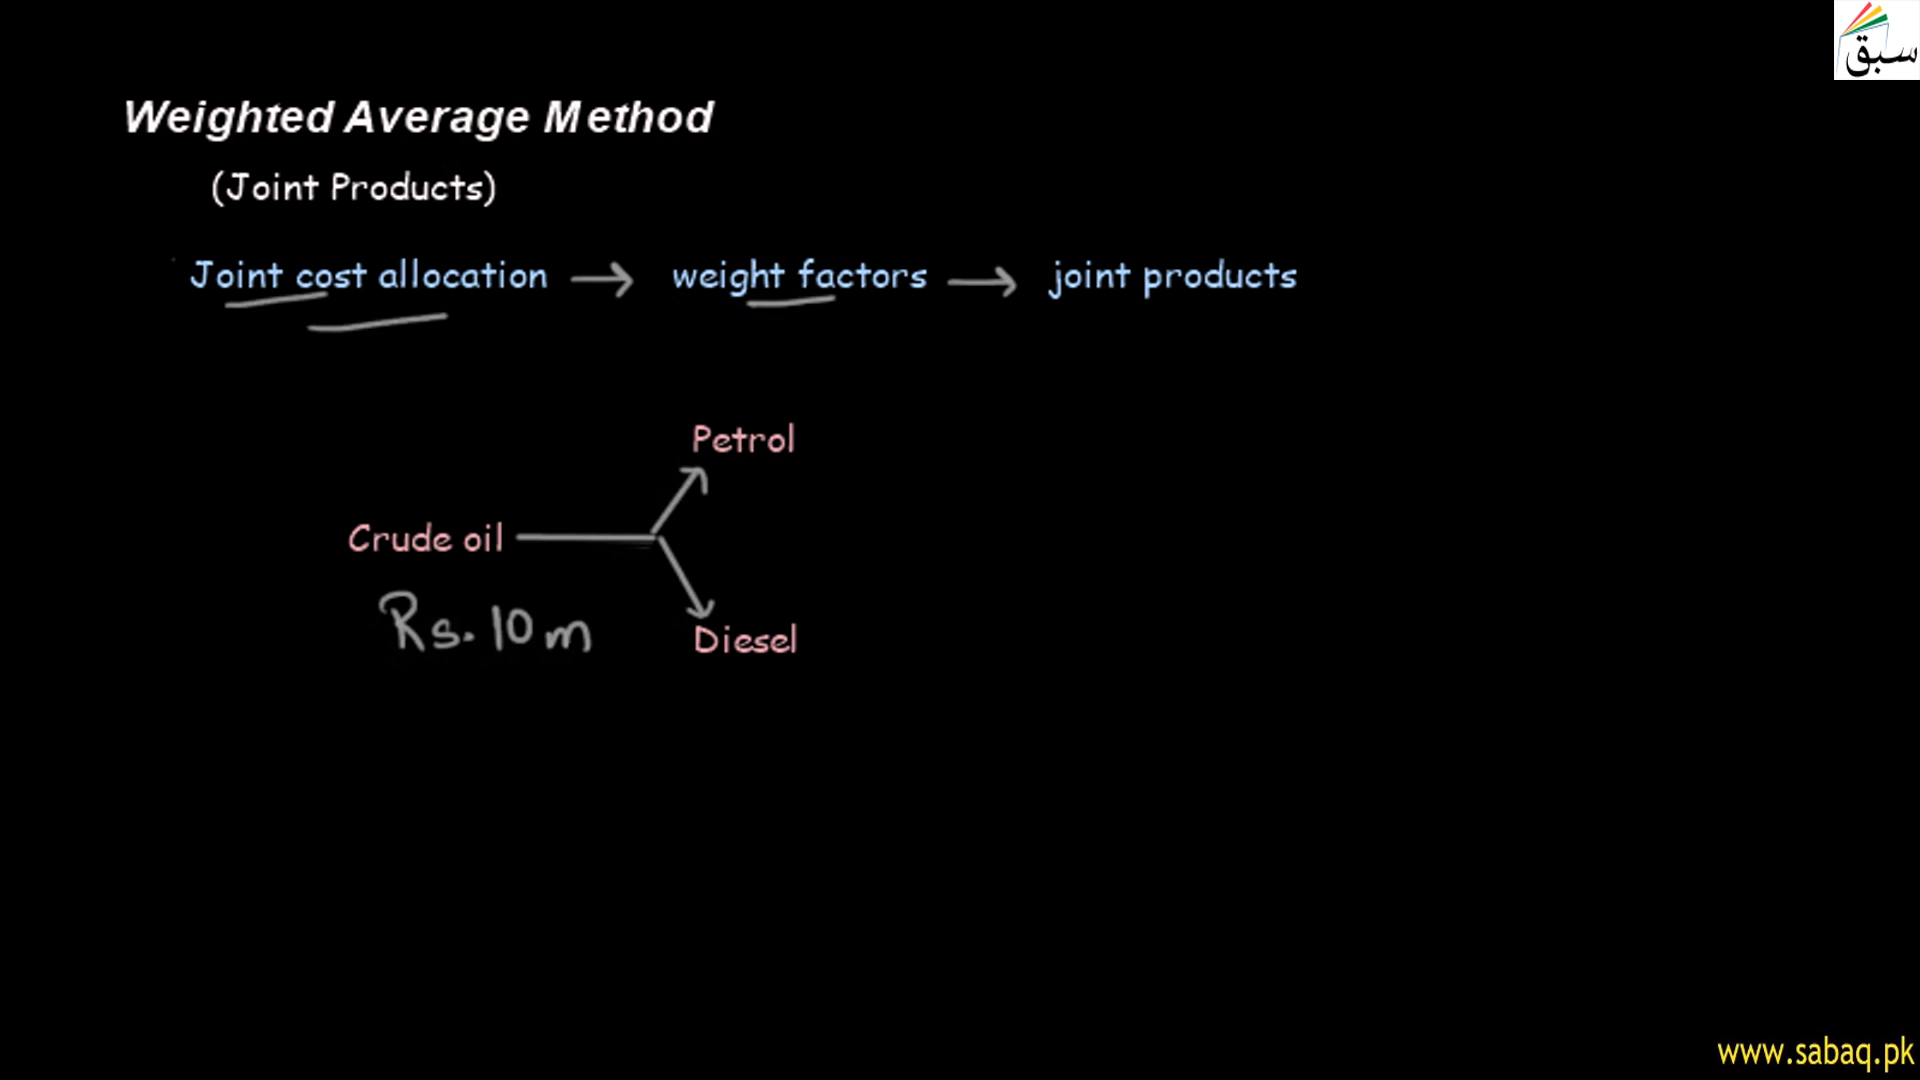 سبق
Weighted Average Method
(Joint Products)
Joint cost allocation → weight factors → joint products
Petrol
Crude oil
Rs. 10 m
Diesel
www.sabaq.pk